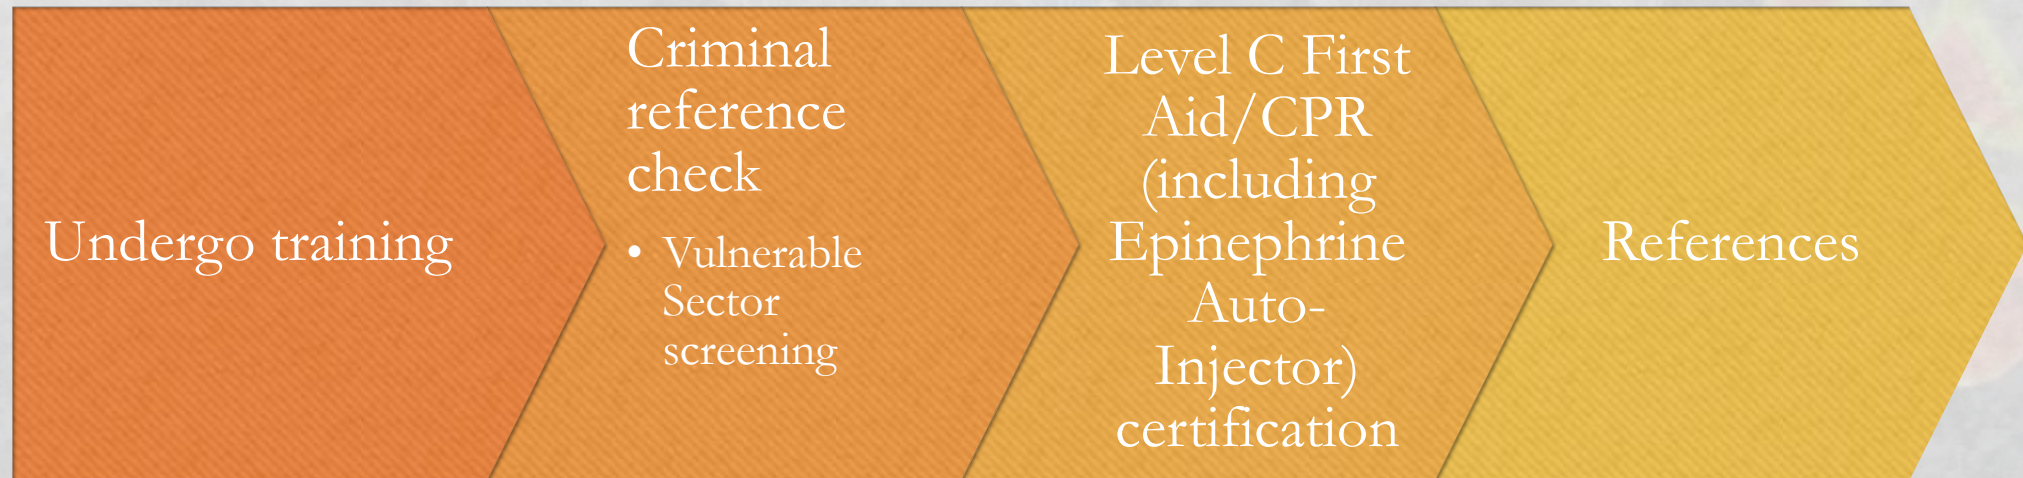 Undergo training
Criminal
reference
check
• Vulnerable
Sector
screening
Level C First
Aid/CPR
(including
Epinephrine
Auto-
Injector)
certification
References